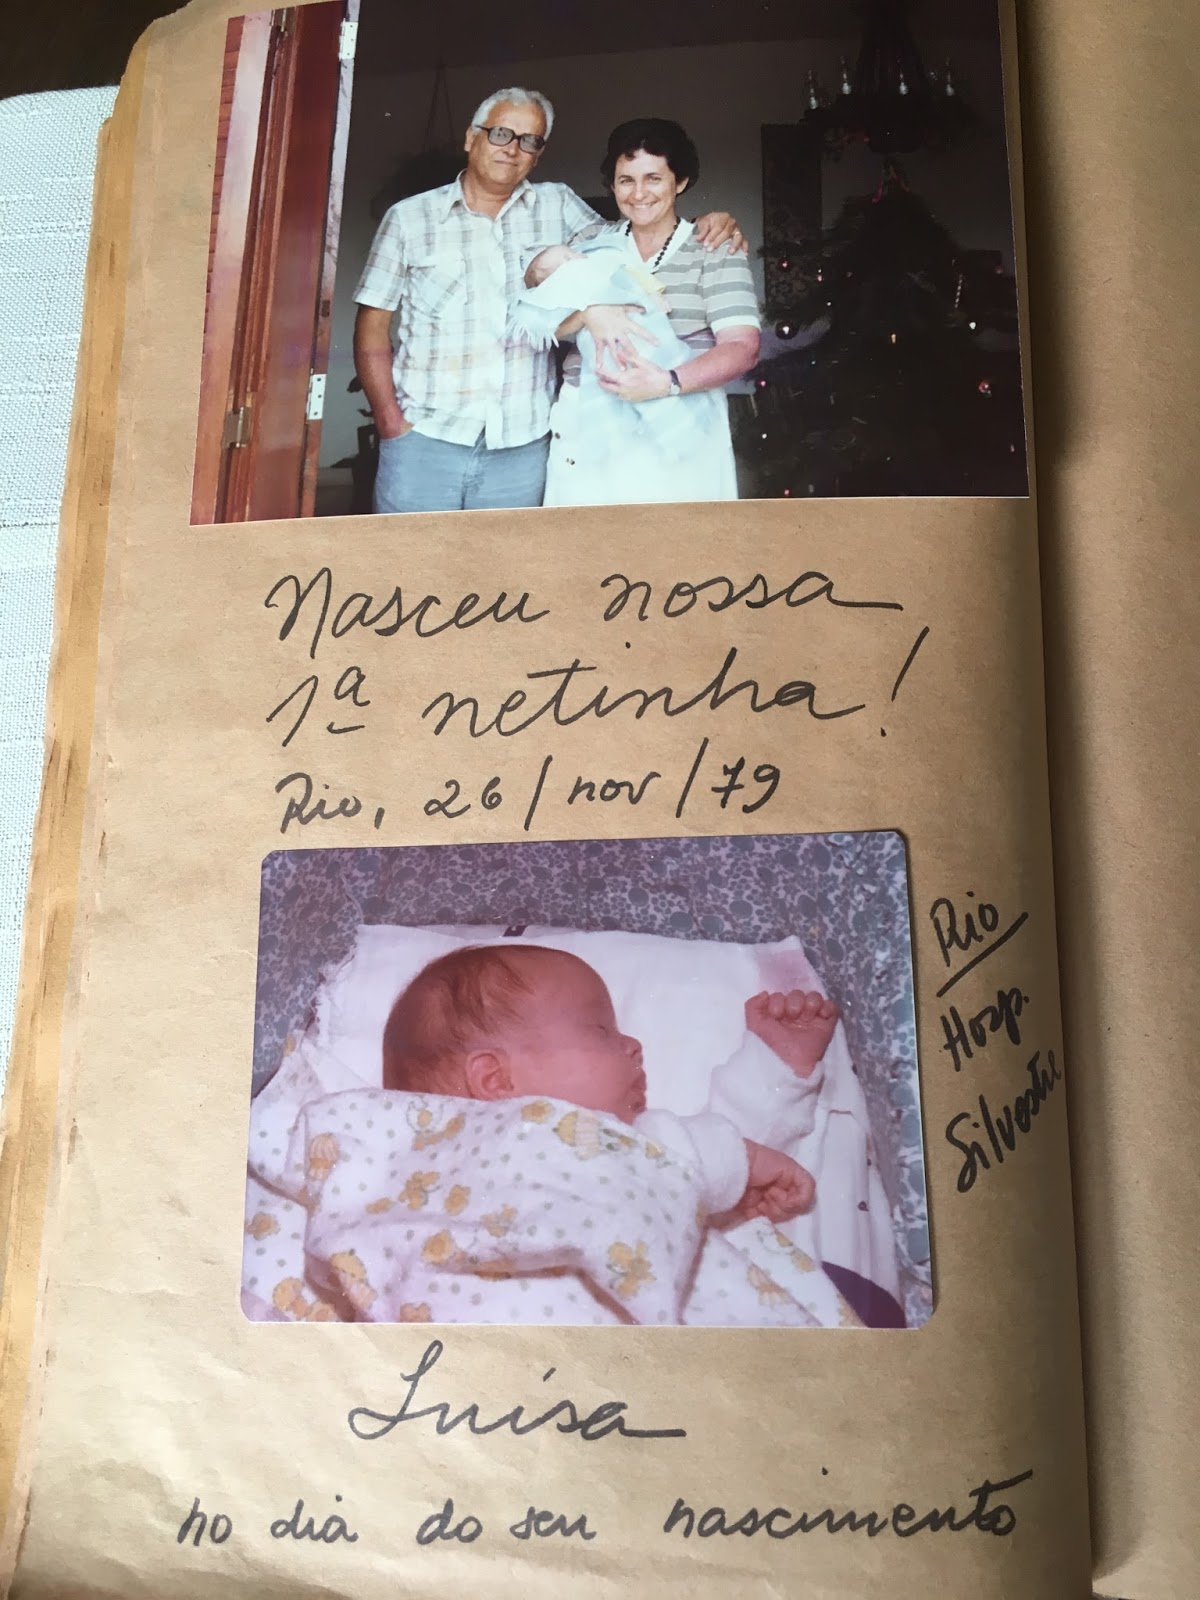 Nasceu nossa
1ª netinha!
Rio, 26/nov/79
Rio
Hosp.
Silvestre
Luísa
no dia do seu nascimento